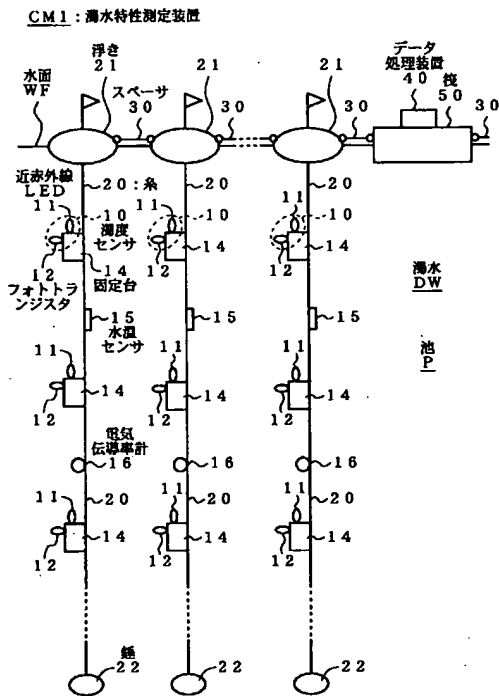 CM1：濁水特性測定装置
水面
WF
浮き
21
スペーサ
30
21
30
21
30
データ
処理装置
40
筏
50
30
近赤外線
LED
20：糸
20
20
11
10
11
10
11
10
濁度
センサ
12
14
固定台
12
14
12
14
フォトトラ
ンジスタ
濁水
DW
15
水温
センサ
15
15
池
P
11
11
11
12
14
12
14
12
14
電気
伝導率計
16
16
16
11
20
11
20
11
20
12
14
12
14
12
14
錘
22
22
22